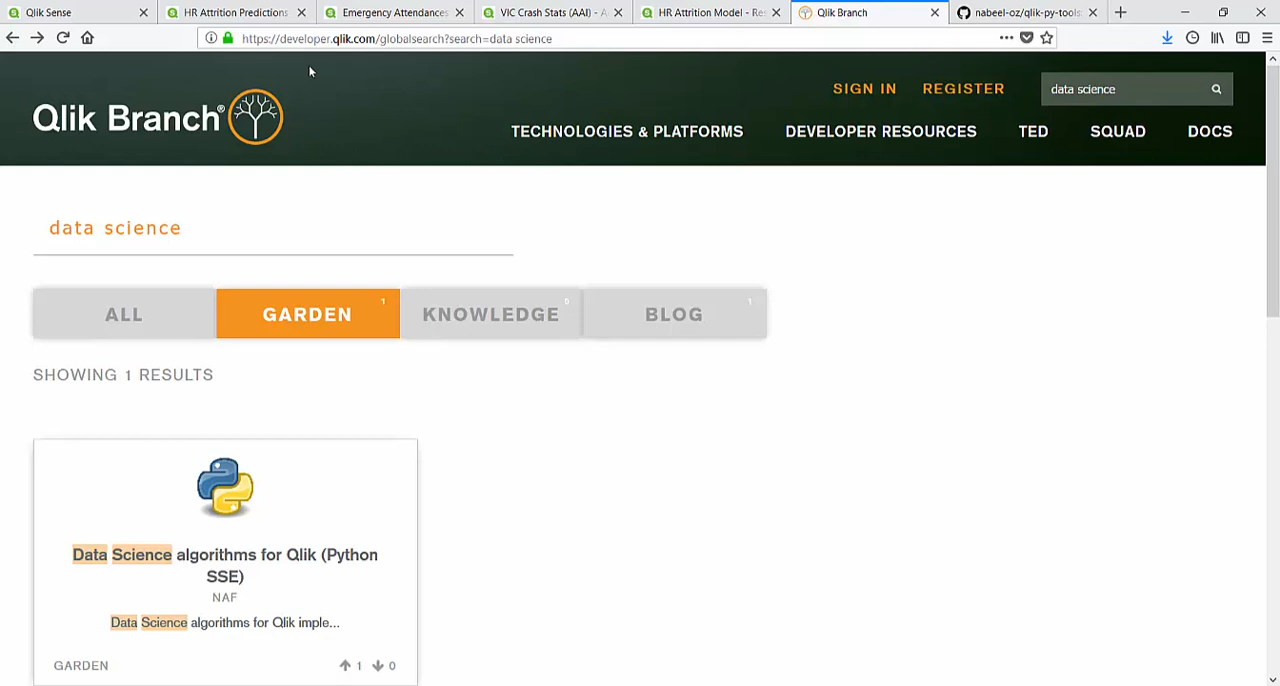 Qlik Sense
HR Attrition Predictions
Emergency Attendances
VIC Crash Stats (AAI) - A
HR Attrition Model - Re
Qlik Branch
nabeel-oz/qlik-py-tools
https://developer.qlik.com/globalsearch?search=data science
Qlik Branch®
SIGN IN
REGISTER
data science
TECHNOLOGIES & PLATFORMS
DEVELOPER RESOURCES
TED
SQUAD
DOCS
data science
ALL
GARDEN 1
KNOWLEDGE 0
BLOG 1
SHOWING 1 RESULTS
Data Science algorithms for Qlik (Python
SSE)
NAF
Data Science algorithms for Qlik imple...
GARDEN
1
0